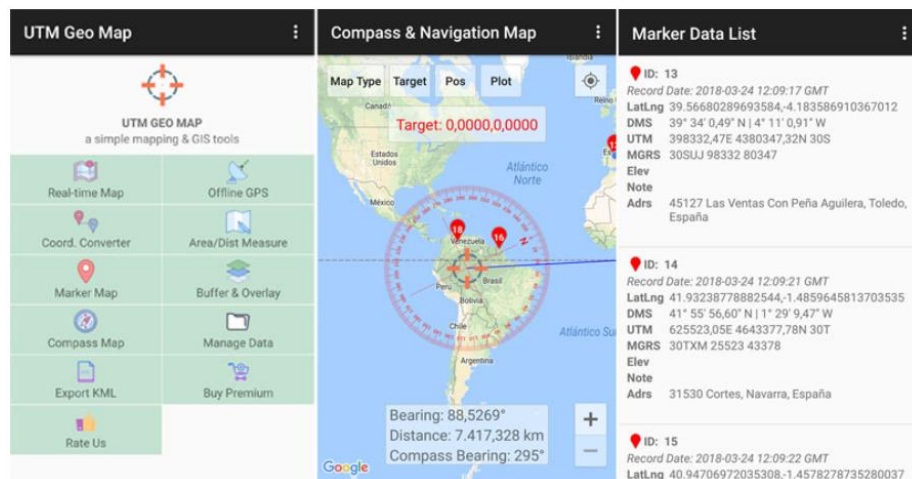 UTM Geo Map
UTM GEO MAP
a simple mapping & GIS tools
Real-time Map
Offline GPS
Coord. Converter
Area/Dist Measure
Marker Map
Buffer & Overlay
Compass Map
Manage Data
Export KML
Buy Premium
Rate Us
Compass & Navigation Map
Map Type Target Pos Plot
Target: 0,0000,0,0000
Canadá
Estados
Unidos
México
Atlántico
Norte
18
16
Venezuela
Perú
Brasil
Bolivia
Chile
Argentina
Atlántico Su
Bearing: 88,5269°
Distance: 7.417,328 km
Compass Bearing: 295°
+
−
Google
Marker Data List
ID: 13
Record Date: 2018-03-24 12:09:17 GMT
LatLng 39.56680289693584,-4.183586910367012
DMS 39° 34' 0,49" N | 4° 11' 0,91" W
UTM 398332,47E 4380347,32N 30S
MGRS 30SUJ 98332 80347
Elev
Note
Adrs 45127 Las Ventas Con Peña Aguilera, Toledo,
España
ID: 14
Record Date: 2018-03-24 12:09:21 GMT
LatLng 41.93238778882544,-1.4859645813703535
DMS 41° 55' 56,60" N | 1° 29' 9,47" W
UTM 625523,05E 4643377,78N 30T
MGRS 30TXM 25523 43378
Elev
Note
Adrs 31530 Cortes, Navarra, España
ID: 15
Record Date: 2018-03-24 12:09:22 GMT
LatLng 40.94706972035308,-1.4578278735280037